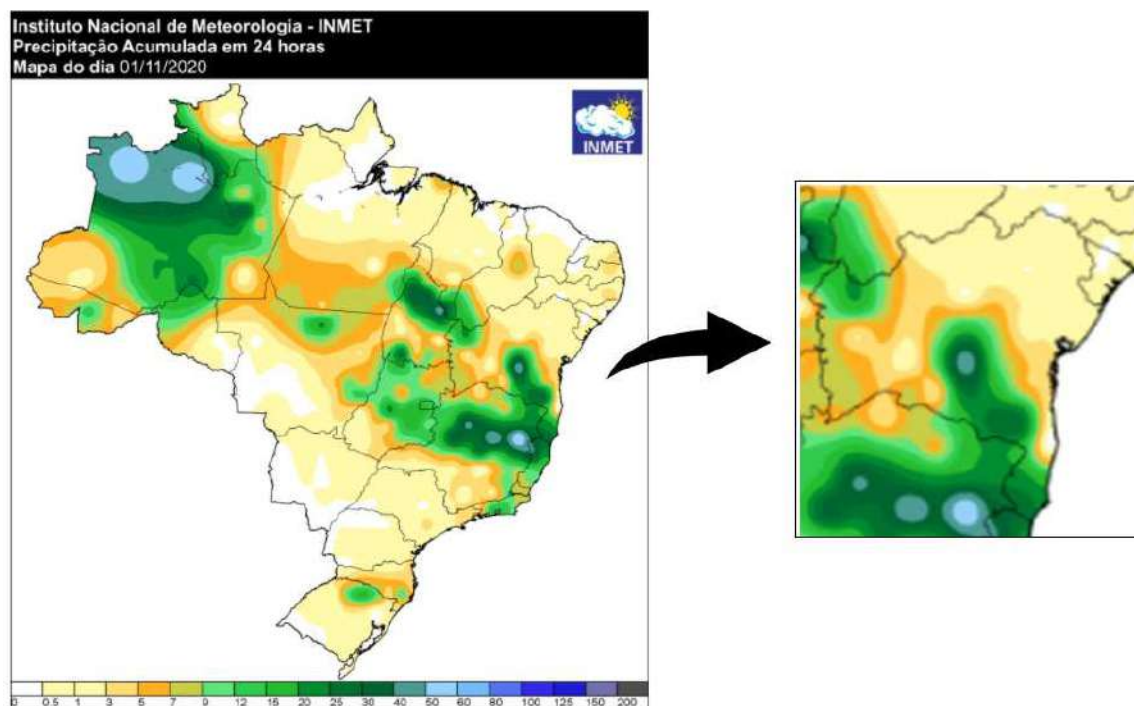 Instituto Nacional de Meteorologia - INMET
Precipitação Acumulada em 24 horas
Mapa do dia 01/11/2020
INMET
0 0.5 1 3 5 7 9 12 15 20 25 30 40 50 60 80 100 125 150 200